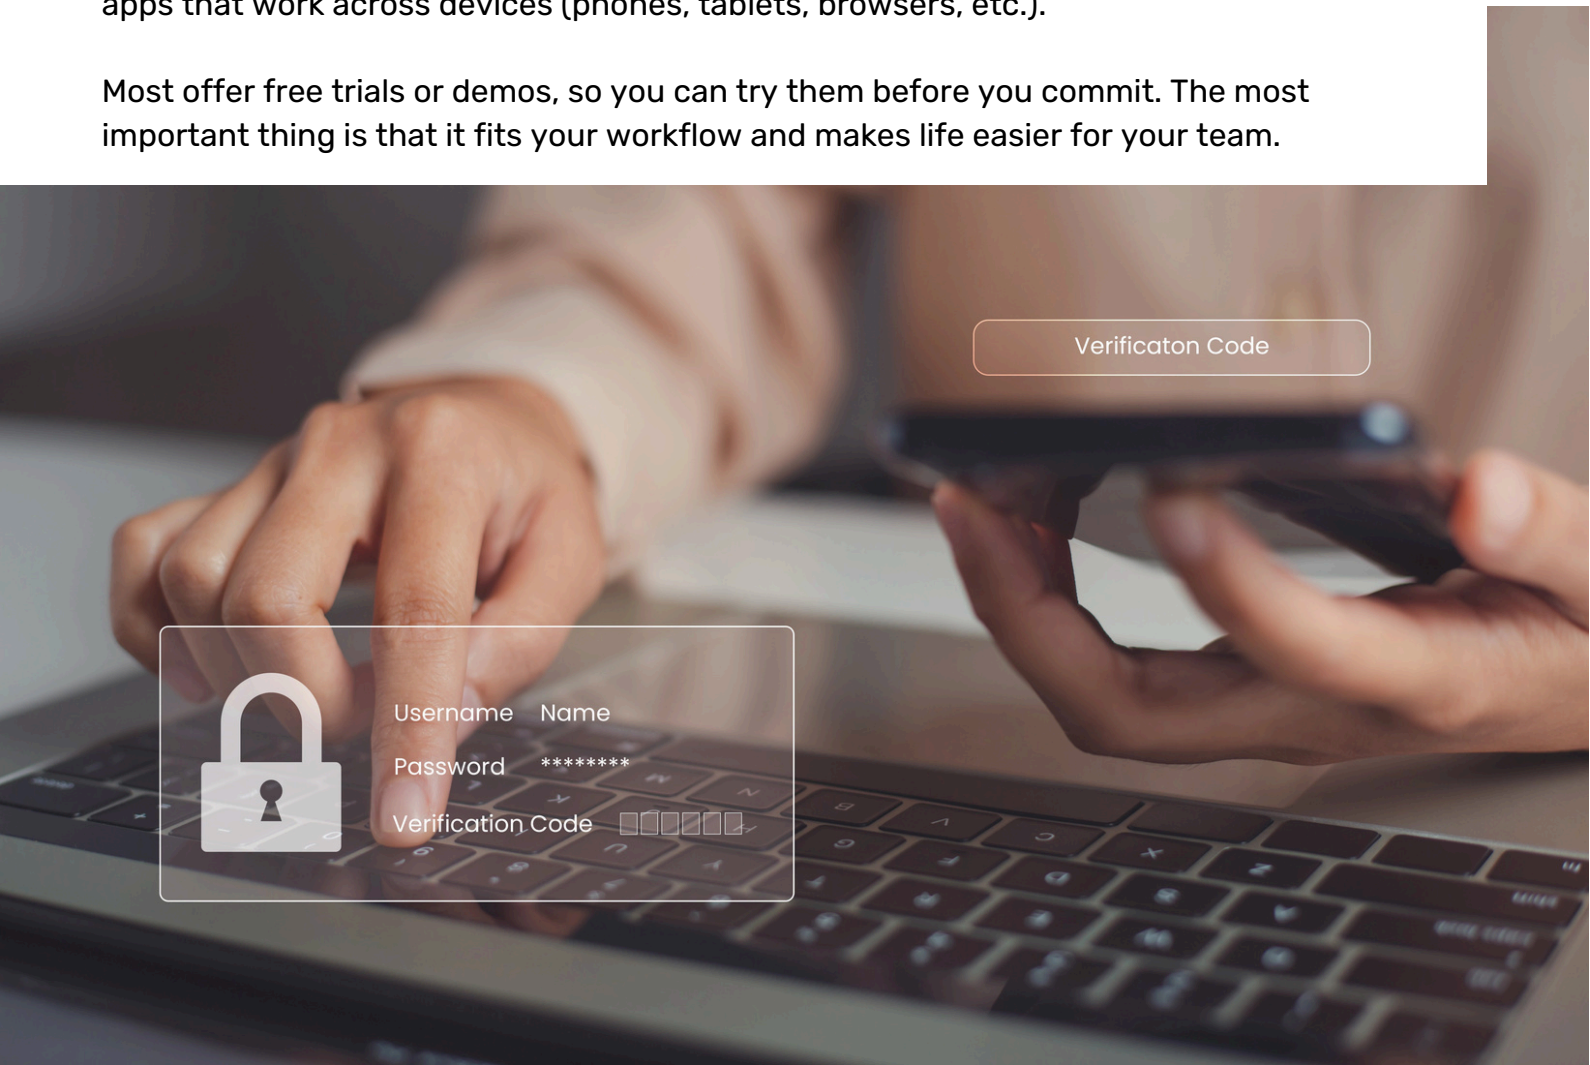 apps that work across devices (phones, tablets, browsers, etc.).
Most offer free trials or demos, so you can try them before you commit. The most
important thing is that it fits your workflow and makes life easier for your team.
Verificaton Code
Username Name
Password ********
Verification Code